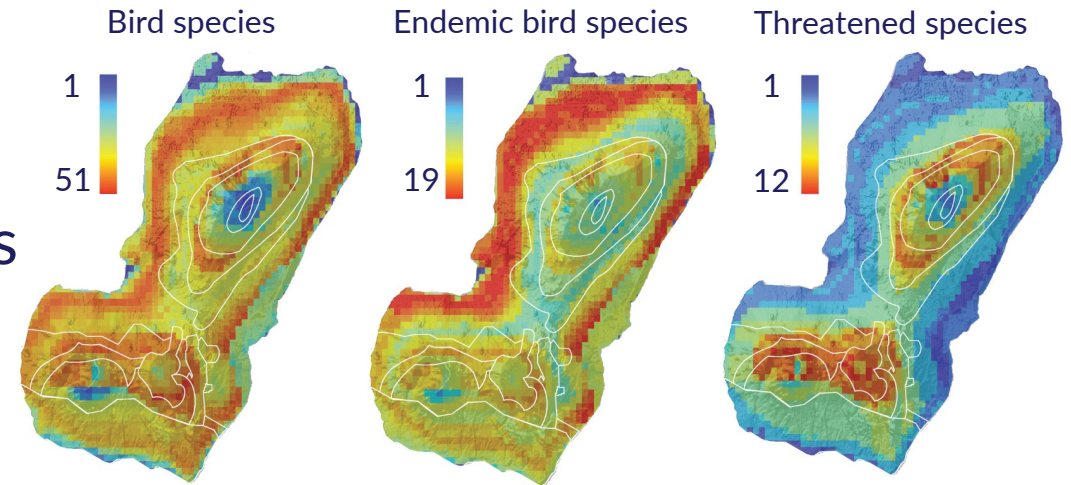 Bird species
1
51
Endemic bird species
1
19
Threatened species
1
12
s